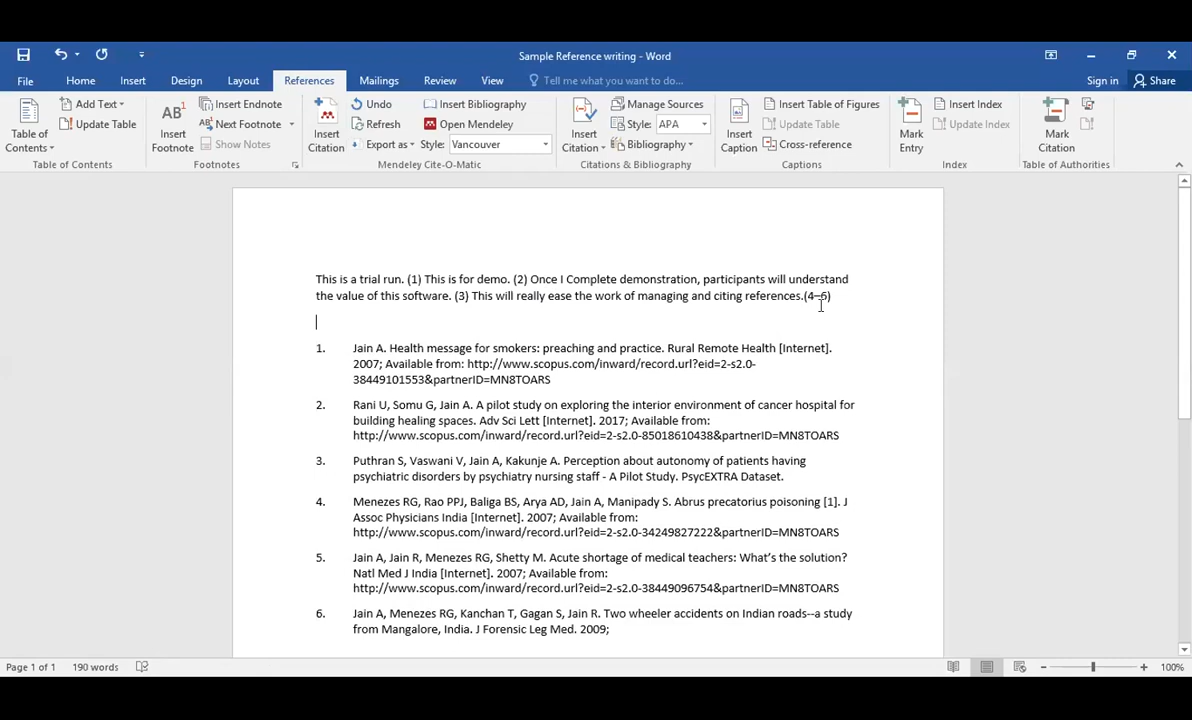 Sample Reference writing - Word
File Home Insert Design Layout References Mailings Review View Tell me what you want to do... Sign in Share
Table of Contents
Add Text
Update Table
Table of Contents
AB¹
Insert Footnote
Insert Endnote
Next Footnote
Show Notes
Footnotes
Insert Citation
Undo
Refresh
Export as
Insert Bibliography
Open Mendeley
Style: Vancouver
Mendeley Cite-O-Matic
Insert Citation
Manage Sources
Style: APA
Bibliography
Citations & Bibliography
Insert Caption
Insert Table of Figures
Update Table
Cross-reference
Captions
Mark Entry
Insert Index
Update Index
Index
Mark Citation
Table of Authorities
This is a trial run. (1) This is for demo. (2) Once I Complete demonstration, participants will understand
the value of this software. (3) This will really ease the work of managing and citing references.(4–6)
1. Jain A. Health message for smokers: preaching and practice. Rural Remote Health [Internet].
2007; Available from: http://www.scopus.com/inward/record.url?eid=2-s2.0-
38449101553&partnerID=MN8TOARS
2. Rani U, Somu G, Jain A. A pilot study on exploring the interior environment of cancer hospital for
building healing spaces. Adv Sci Lett [Internet]. 2017; Available from:
http://www.scopus.com/inward/record.url?eid=2-s2.0-85018610438&partnerID=MN8TOARS
3. Puthran S, Vaswani V, Jain A, Kakunje A. Perception about autonomy of patients having
psychiatric disorders by psychiatry nursing staff - A Pilot Study. PsycEXTRA Dataset.
4. Menezes RG, Rao PPJ, Baliga BS, Arya AD, Jain A, Manipady S. Abrus precatorius poisoning [1]. J
Assoc Physicians India [Internet]. 2007; Available from:
http://www.scopus.com/inward/record.url?eid=2-s2.0-34249827222&partnerID=MN8TOARS
5. Jain A, Jain R, Menezes RG, Shetty M. Acute shortage of medical teachers: What’s the solution?
Natl Med J India [Internet]. 2007; Available from:
http://www.scopus.com/inward/record.url?eid=2-s2.0-38449096754&partnerID=MN8TOARS
6. Jain A, Menezes RG, Kanchan T, Gagan S, Jain R. Two wheeler accidents on Indian roads--a study
from Mangalore, India. J Forensic Leg Med. 2009;
Page 1 of 1 190 words 100%